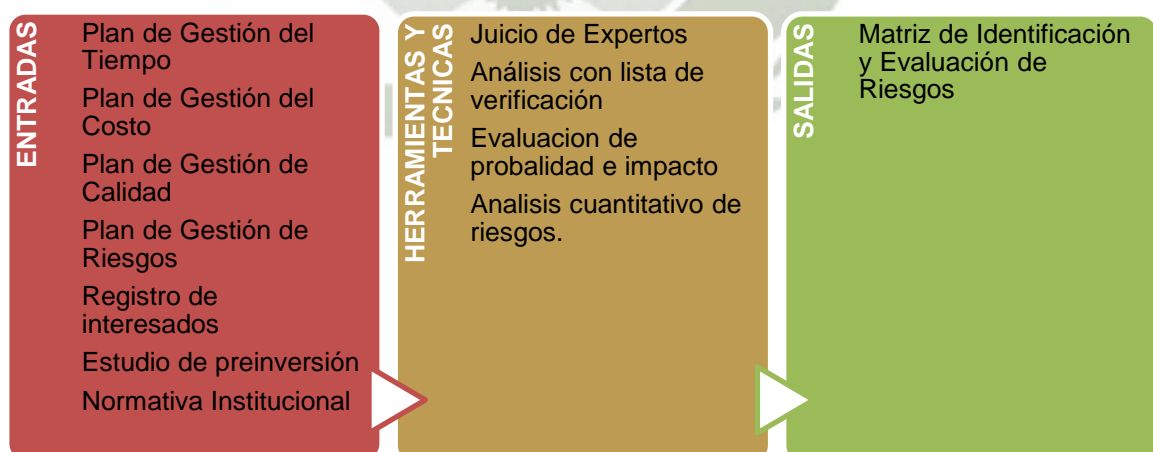 ENTRADAS
Plan de Gestión del
Tiempo
Plan de Gestión del
Costo
Plan de Gestión de
Calidad
Plan de Gestión de
Riesgos
Registro de
interesados
Estudio de preinversión
Normativa Institucional
HERRAMIENTAS Y
TECNICAS
Juicio de Expertos
Análisis con lista de
verificación
Evaluacion de
probalidad e impacto
Analisis cuantitativo de
riesgos.
SALIDAS
Matriz de Identificación
y Evaluación de
Riesgos